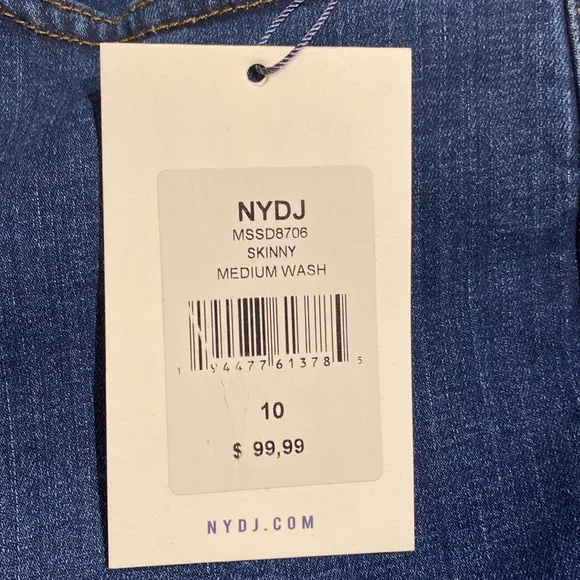 NYDJ
MSSD8706
SKINNY
MEDIUM WASH
1 94477 61378 5
10
$ 99,99
NYDJ.COM